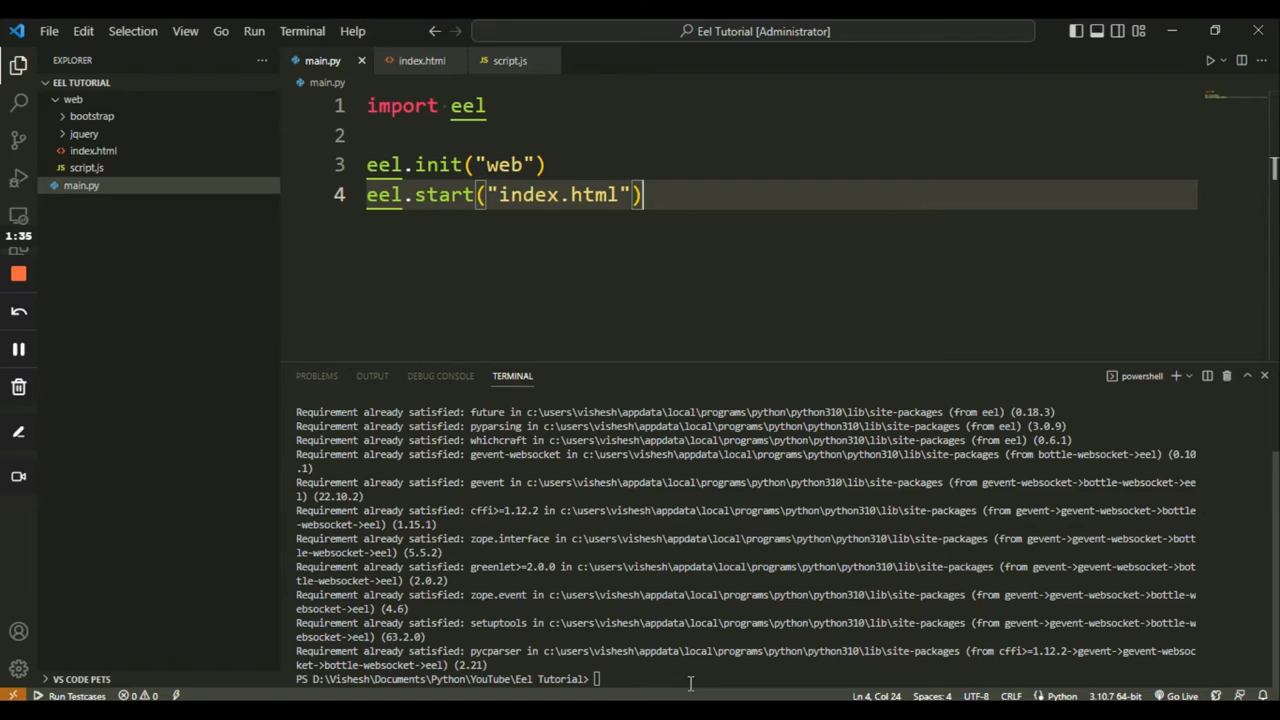 File Edit Selection View Go Run Terminal Help
Eel Tutorial [Administrator]
EXPLORER
main.py
index.html
script.js
EEL TUTORIAL
main.py
web
bootstrap
jquery
index.html
script.js
main.py
1:35
1 import eel
2
3 eel.init("web")
4 eel.start("index.html")
PROBLEMS OUTPUT DEBUG CONSOLE TERMINAL
powershell
Requirement already satisfied: future in c:\users\vishesh\appdata\local\programs\python\python310\lib\site-packages (from eel) (0.18.3)
Requirement already satisfied: pyparsing in c:\users\vishesh\appdata\local\programs\python\python310\lib\site-packages (from eel) (3.0.9)
Requirement already satisfied: whichcraft in c:\users\vishesh\appdata\local\programs\python\python310\lib\site-packages (from eel) (0.6.1)
Requirement already satisfied: gevent-websocket in c:\users\vishesh\appdata\local\programs\python\python310\lib\site-packages (from bottle-websocket->eel) (0.10
.1)
Requirement already satisfied: gevent in c:\users\vishesh\appdata\local\programs\python\python310\lib\site-packages (from gevent-websocket->bottle-websocket->ee
l) (22.10.2)
Requirement already satisfied: cffi>=1.12.2 in c:\users\vishesh\appdata\local\programs\python\python310\lib\site-packages (from gevent->gevent-websocket->bottle
-websocket->eel) (1.15.1)
Requirement already satisfied: zope.interface in c:\users\vishesh\appdata\local\programs\python\python310\lib\site-packages (from gevent->gevent-websocket->bott
le-websocket->eel) (5.5.2)
Requirement already satisfied: greenlet>=2.0.0 in c:\users\vishesh\appdata\local\programs\python\python310\lib\site-packages (from gevent->gevent-websocket->bot
tle-websocket->eel) (2.0.2)
Requirement already satisfied: zope.event in c:\users\vishesh\appdata\local\programs\python\python310\lib\site-packages (from gevent->gevent-websocket->bottle-w
ebsocket->eel) (4.6)
Requirement already satisfied: setuptools in c:\users\vishesh\appdata\local\programs\python\python310\lib\site-packages (from gevent->gevent-websocket->bottle-w
ebsocket->eel) (63.2.0)
Requirement already satisfied: pycparser in c:\users\vishesh\appdata\local\programs\python\python310\lib\site-packages (from cffi>=1.12.2->gevent->gevent-websoc
ket->bottle-websocket->eel) (2.21)
PS D:\Vishesh\Documents\Python\YouTube\Eel Tutorial>
VS CODE PETS
Run Testcases 0 0 Ln 4, Col 24 Spaces: 4 UTF-8 CRLF Python 3.10.7 64-bit Go Live